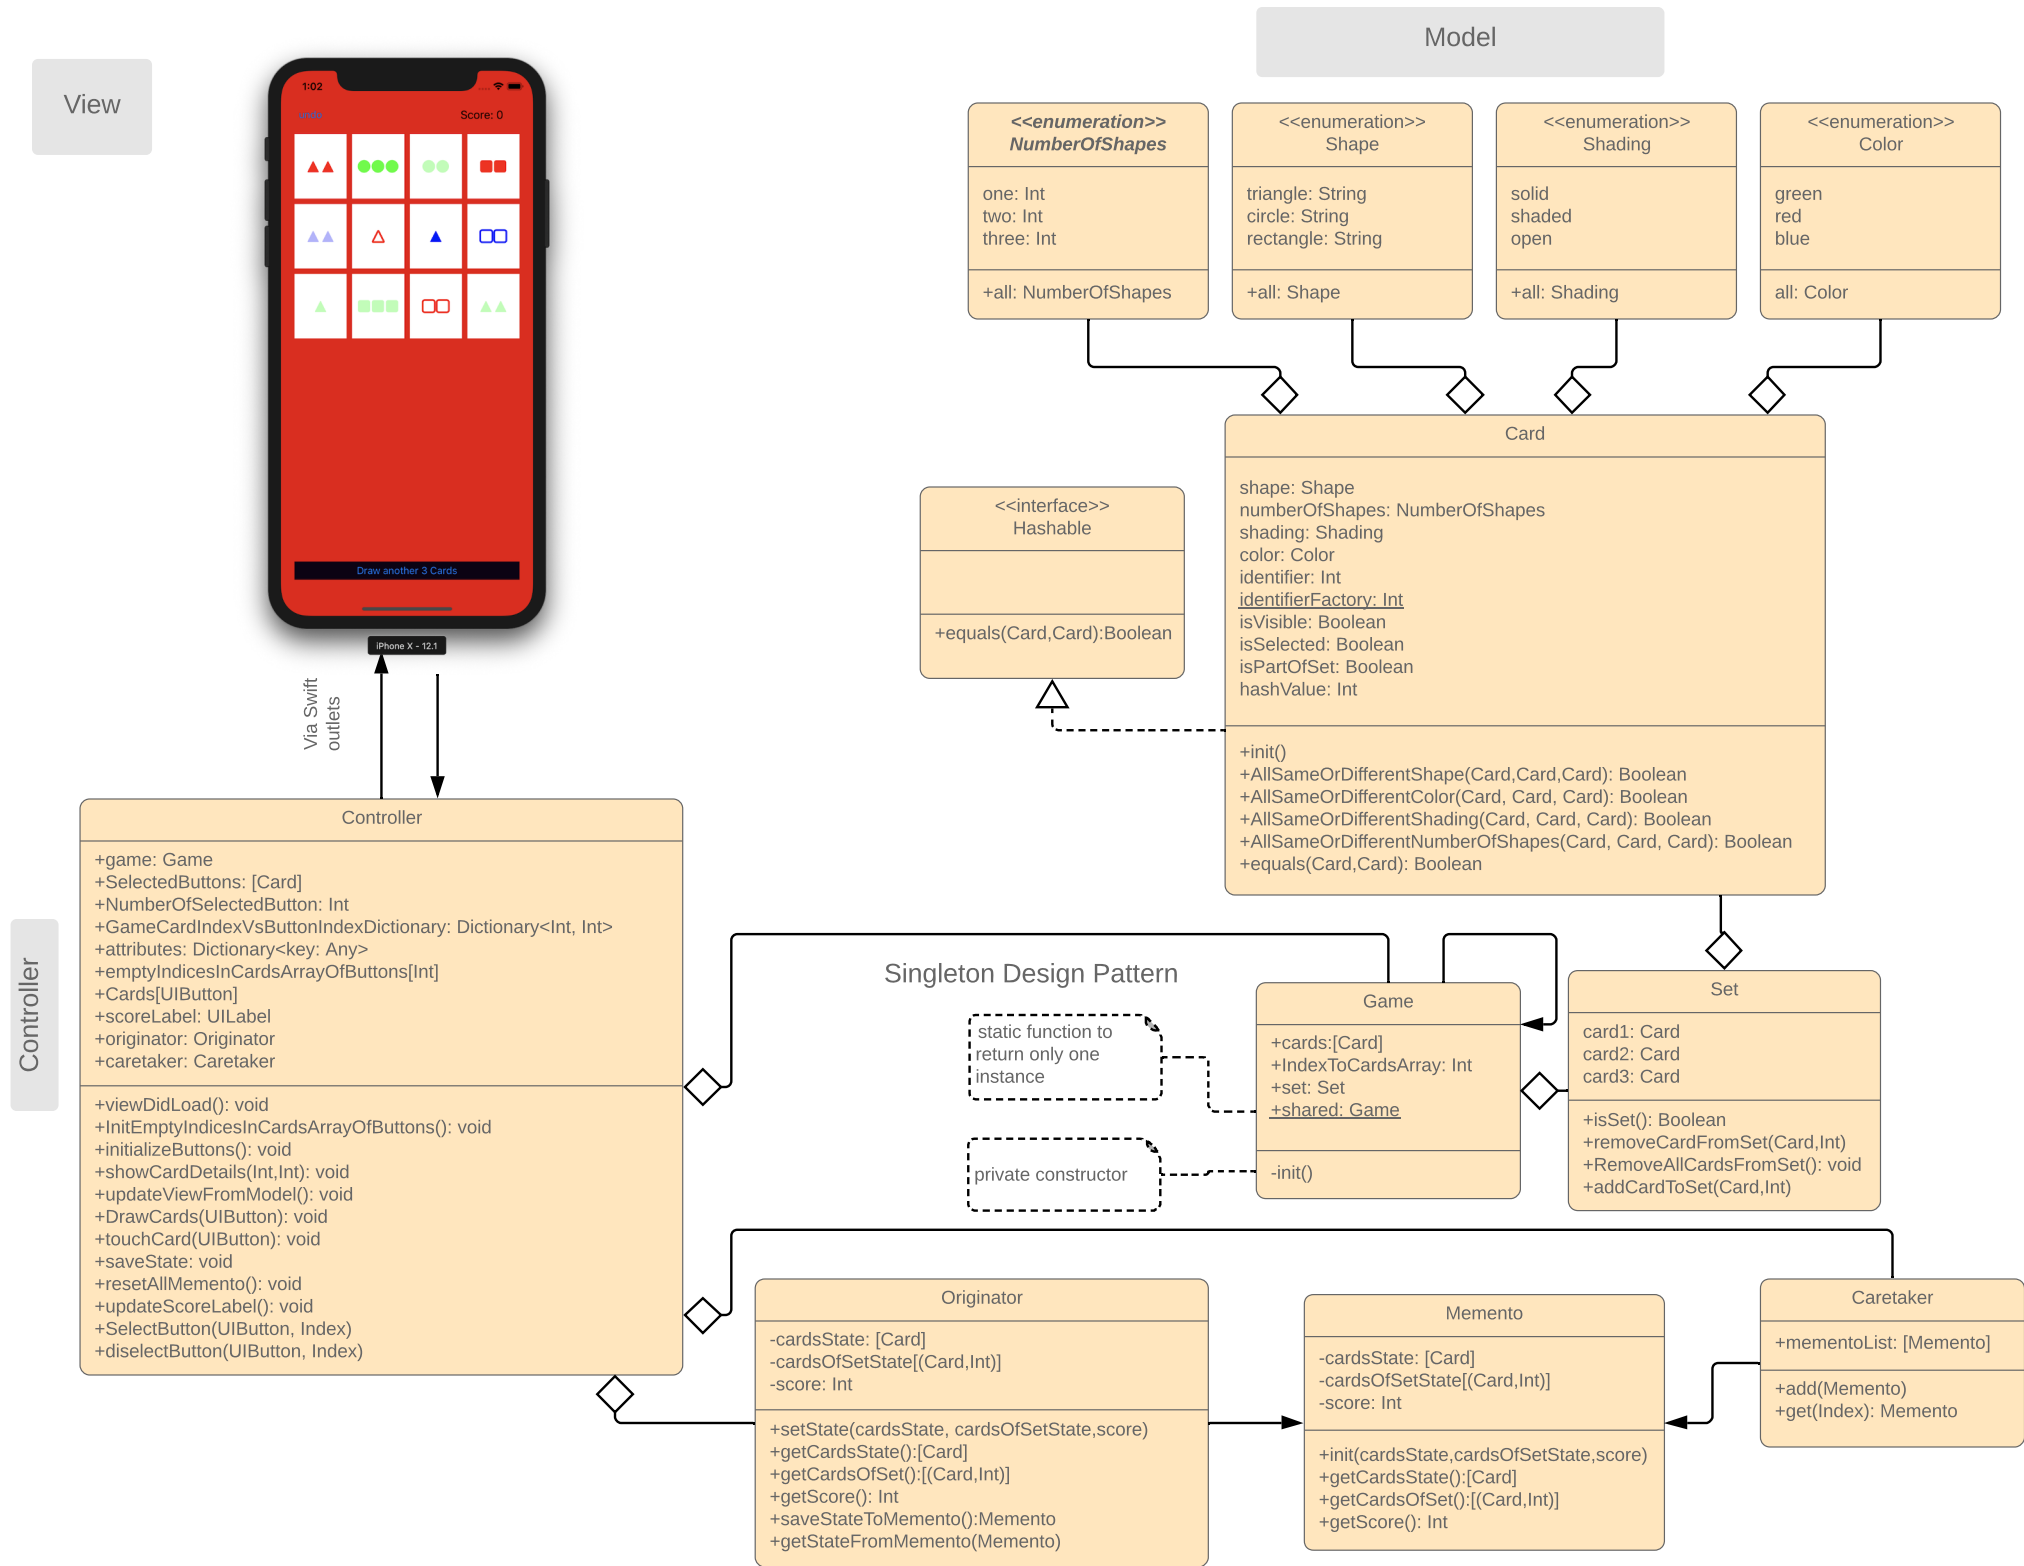 View
Model
1:02
Score: 0
Draw another 3 Cards
iPhone X - 12.1
Via Swift
outlets
<<enumeration>>
NumberOfShapes
one: Int
two: Int
three: Int
+all: NumberOfShapes
<<enumeration>>
Shape
triangle: String
circle: String
rectangle: String
+all: Shape
<<enumeration>>
Shading
solid
shaded
open
+all: Shading
<<enumeration>>
Color
green
red
blue
all: Color
<<interface>>
Hashable
+equals(Card,Card):Boolean
Card
shape: Shape
numberOfShapes: NumberOfShapes
shading: Shading
color: Color
identifier: Int
identifierFactory: Int
isVisible: Boolean
isSelected: Boolean
isPartOfSet: Boolean
hashValue: Int
+init()
+AllSameOrDifferentShape(Card,Card,Card): Boolean
+AllSameOrDifferentColor(Card, Card, Card): Boolean
+AllSameOrDifferentShading(Card, Card, Card): Boolean
+AllSameOrDifferentNumberOfShapes(Card, Card, Card): Boolean
+equals(Card,Card): Boolean
Controller
Controller
+game: Game
+SelectedButtons: [Card]
+NumberOfSelectedButton: Int
+GameCardIndexVsButtonIndexDictionary: Dictionary<Int, Int>
+attributes: Dictionary<key: Any>
+emptyIndicesInCardsArrayOfButtons[Int]
+Cards[UIButton]
+scoreLabel: UILabel
+originator: Originator
+caretaker: Caretaker
+viewDidLoad(): void
+InitEmptyIndicesInCardsArrayOfButtons(): void
+initializeButtons(): void
+showCardDetails(Int,Int): void
+updateViewFromModel(): void
+DrawCards(UIButton): void
+touchCard(UIButton): void
+saveState: void
+resetAllMemento(): void
+updateScoreLabel(): void
+SelectButton(UIButton, Index)
+diselectButton(UIButton, Index)
Singleton Design Pattern
static function to
return only one
instance
private constructor
Game
+cards:[Card]
+IndexToCardsArray: Int
+set: Set
+shared: Game
-init()
Set
card1: Card
card2: Card
card3: Card
+isSet(): Boolean
+removeCardFromSet(Card,Int)
+RemoveAllCardsFromSet(): void
+addCardToSet(Card,Int)
Originator
-cardsState: [Card]
-cardsOfSetState[(Card,Int)]
-score: Int
+setState(cardsState, cardsOfSetState,score)
+getCardsState():[Card]
+getCardsOfSet():[(Card,Int)]
+getScore(): Int
+saveStateToMemento():Memento
+getStateFromMemento(Memento)
Memento
-cardsState: [Card]
-cardsOfSetState[(Card,Int)]
-score: Int
+init(cardsState,cardsOfSetState,score)
+getCardsState():[Card]
+getCardsOfSet():[(Card,Int)]
+getScore(): Int
Caretaker
+mementoList: [Memento]
+add(Memento)
+get(Index): Memento